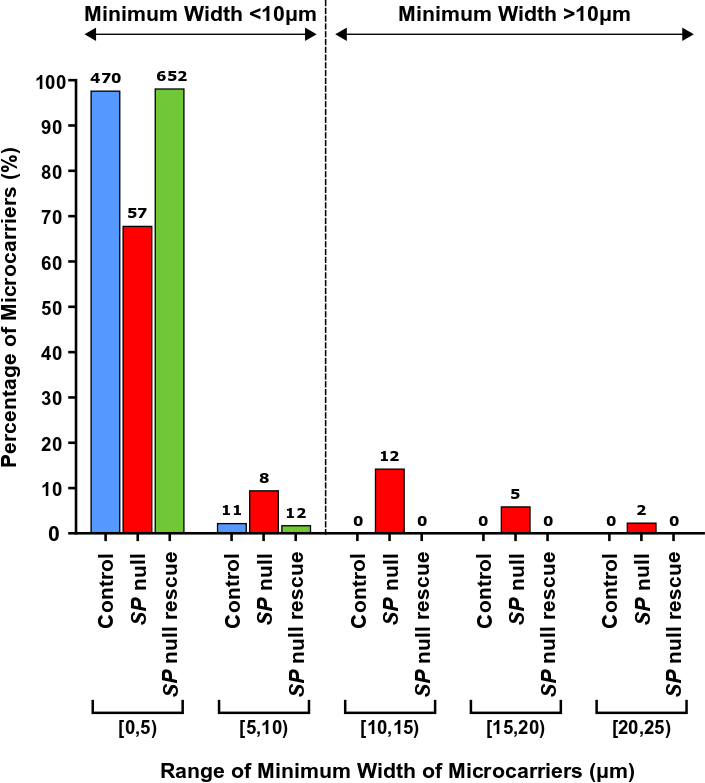 Minimum Width <10μm
Minimum Width >10μm
Percentage of Microcarriers (%)
100
90
80
70
60
50
40
30
20
10
0
470
57
652
11
8
12
0
12
0
0
5
0
0
2
0
Control
SP null
SP null rescue
Control
SP null
SP null rescue
Control
SP null
SP null rescue
Control
SP null
SP null rescue
Control
SP null
SP null rescue
[0,5)
[5,10)
[10,15)
[15,20)
[20,25)
Range of Minimum Width of Microcarriers (μm)